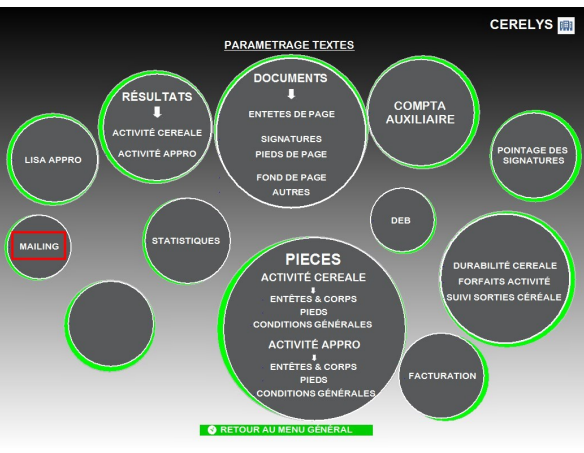 CERELYS
PARAMETRAGE TEXTES
DOCUMENTS
ENTETES DE PAGE
SIGNATURES
PIEDS DE PAGE
FOND DE PAGE
AUTRES
RÉSULTATS
ACTIVITÉ CEREALE
ACTIVITÉ APPRO
COMPTA
AUXILIAIRE
LISA APPRO
POINTAGE DES
SIGNATURES
MAILING
STATISTIQUES
DEB
PIECES
ACTIVITÉ CEREALE
ENTÊTES & CORPS
PIEDS
CONDITIONS GÉNÉRALES
ACTIVITÉ APPRO
ENTÊTES & CORPS
PIEDS
CONDITIONS GÉNÉRALES
DURABILITÉ CEREALE
FORFAITS ACTIVITÉ
SUIVI SORTIES CÉRÉALE
FACTURATION
RETOUR AU MENU GÉNÉRAL